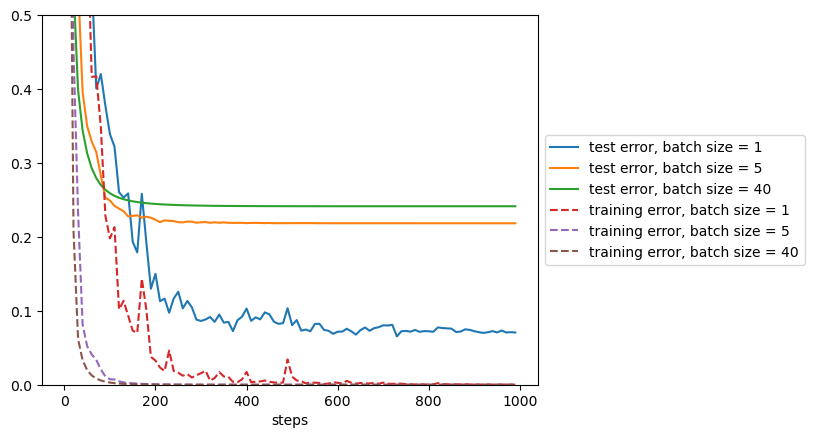 0.5
0.4
0.3
0.2
0.1
0.0
0 200 400 600 800 1000
steps
test error, batch size = 1
test error, batch size = 5
test error, batch size = 40
training error, batch size = 1
training error, batch size = 5
training error, batch size = 40